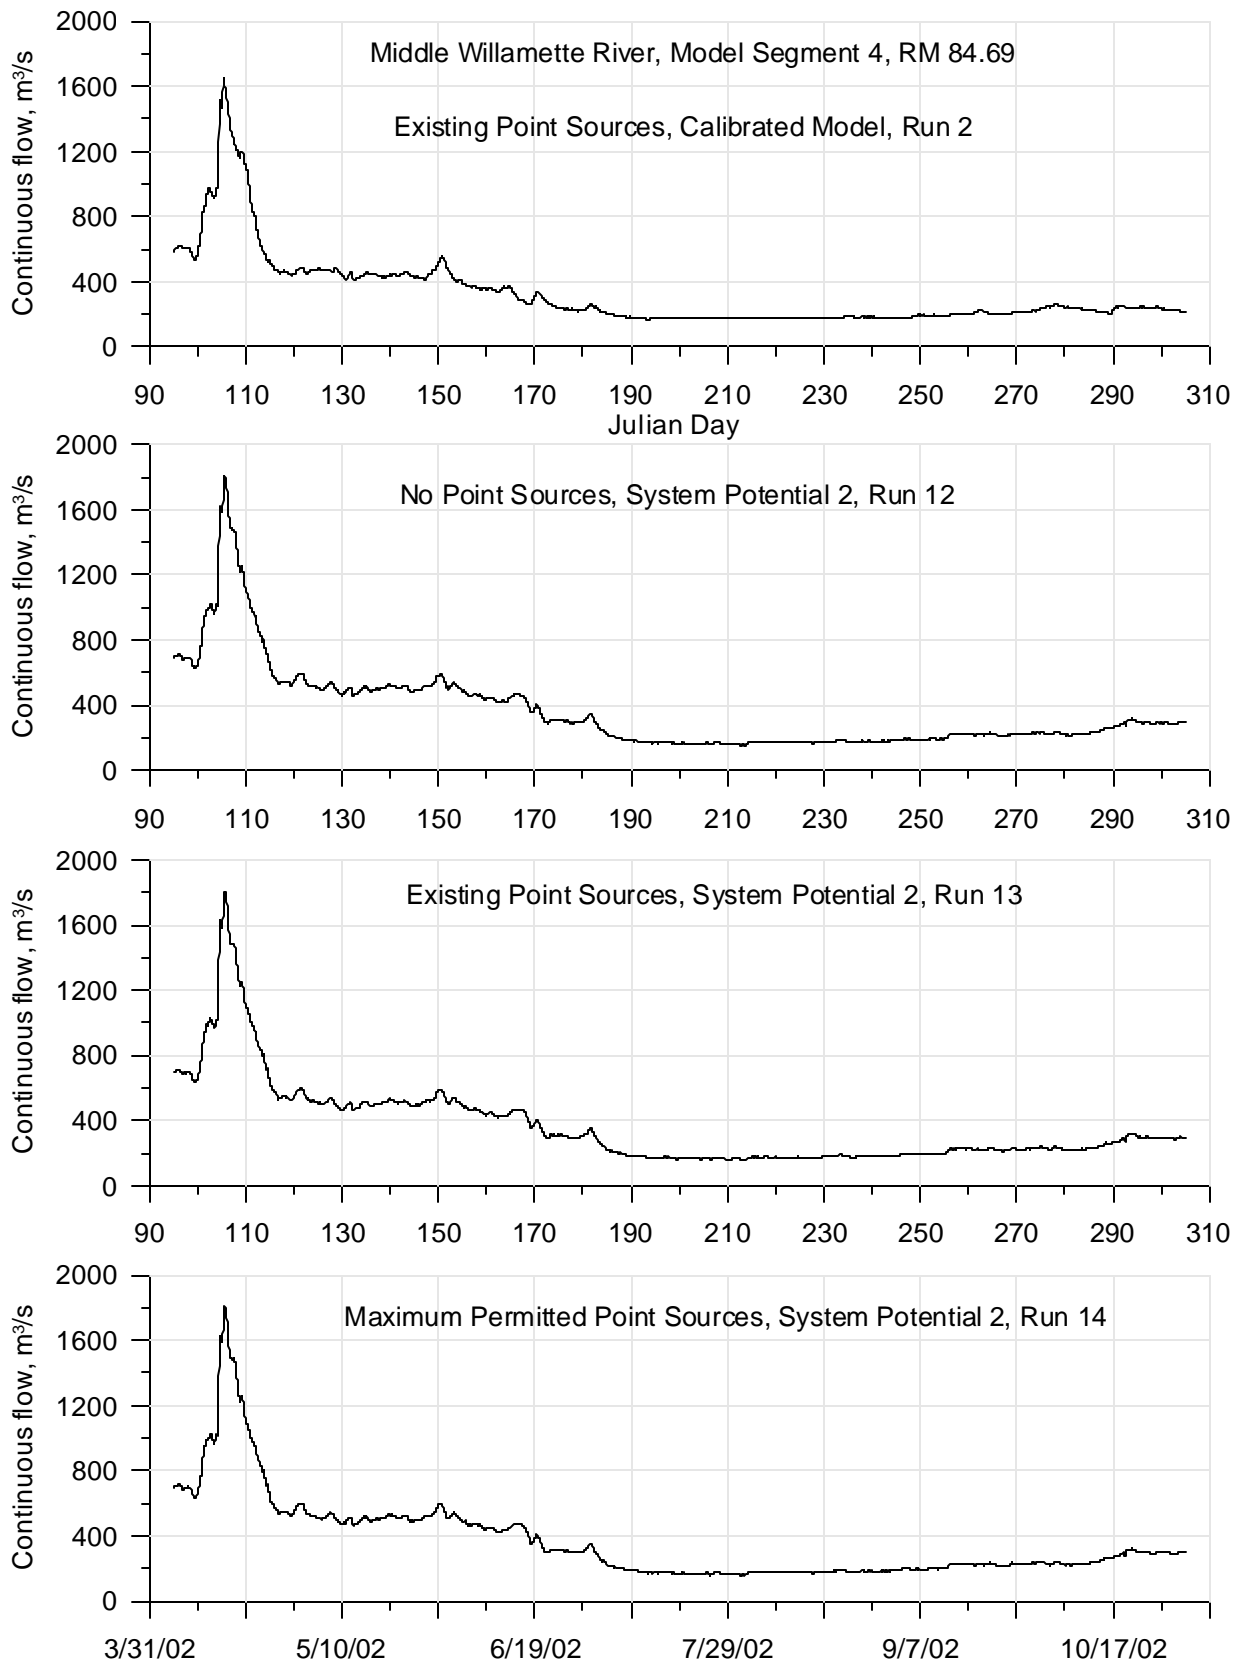 2000
Middle Willamette River, Model Segment 4, RM 84.69
1600
Existing Point Sources, Calibrated Model, Run 2
1200
800
400
0
Continuous flow, m³/s
90 110 130 150 170 190 210 230 250 270 290 310
Julian Day
2000
No Point Sources, System Potential 2, Run 12
1600
1200
800
400
0
Continuous flow, m³/s
90 110 130 150 170 190 210 230 250 270 290 310
2000
Existing Point Sources, System Potential 2, Run 13
1600
1200
800
400
0
Continuous flow, m³/s
90 110 130 150 170 190 210 230 250 270 290 310
2000
Maximum Permitted Point Sources, System Potential 2, Run 14
1600
1200
800
400
0
Continuous flow, m³/s
3/31/02 5/10/02 6/19/02 7/29/02 9/7/02 10/17/02